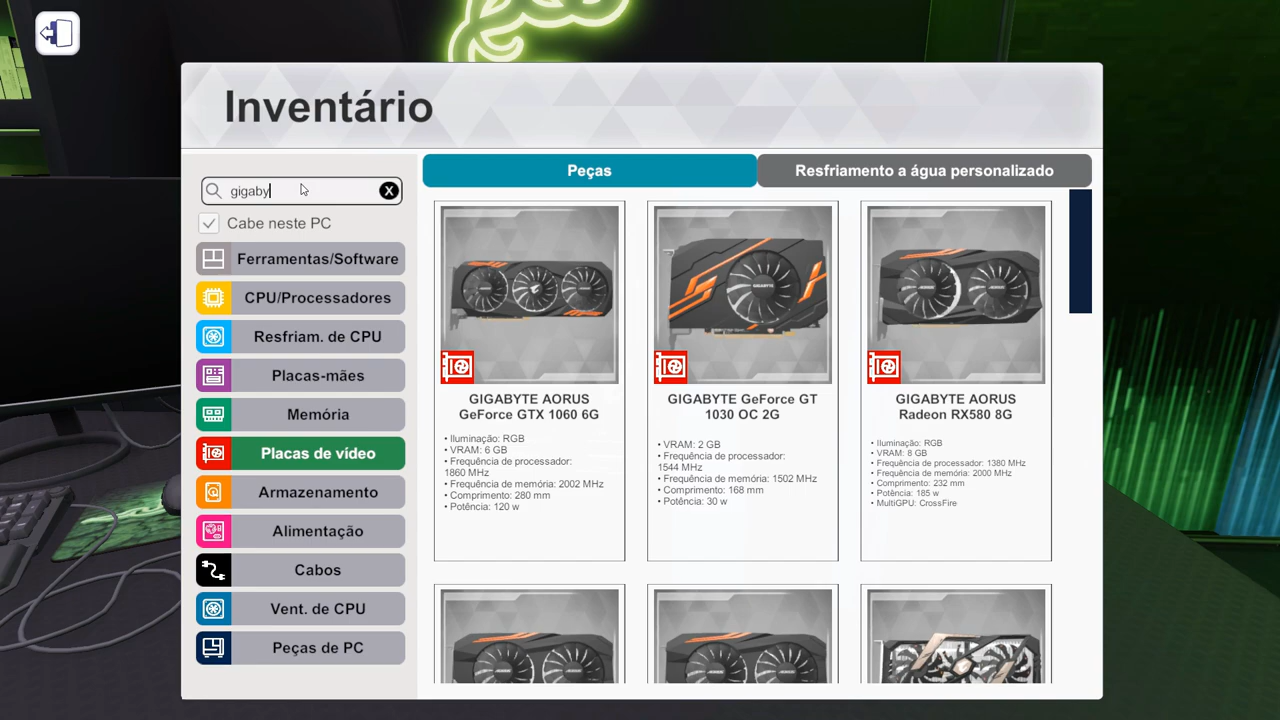 Inventário
gigaby
X
Cabe neste PC
Ferramentas/Software
CPU/Processadores
Resfriam. de CPU
Placas-mães
Memória
Placas de vídeo
Armazenamento
Alimentação
Cabos
Vent. de CPU
Peças de PC
Peças
Resfriamento a água personalizado
GIGABYTE AORUS
GeForce GTX 1060 6G
• Iluminação: RGB
• VRAM: 6 GB
• Frequência de processador:
1860 MHz
• Frequência de memória: 2002 MHz
• Comprimento: 280 mm
• Potência: 120 w
GIGABYTE
GIGABYTE GeForce GT
1030 OC 2G
• VRAM: 2 GB
• Frequência de processador:
1544 MHz
• Frequência de memória: 1502 MHz
• Comprimento: 168 mm
• Potência: 30 w
GIGABYTE AORUS
Radeon RX580 8G
• Iluminação: RGB
• VRAM: 8 GB
• Frequência de processador: 1380 MHz
• Frequência de memória: 2000 MHz
• Comprimento: 232 mm
• Potência: 185 w
• MultiGPU: CrossFire